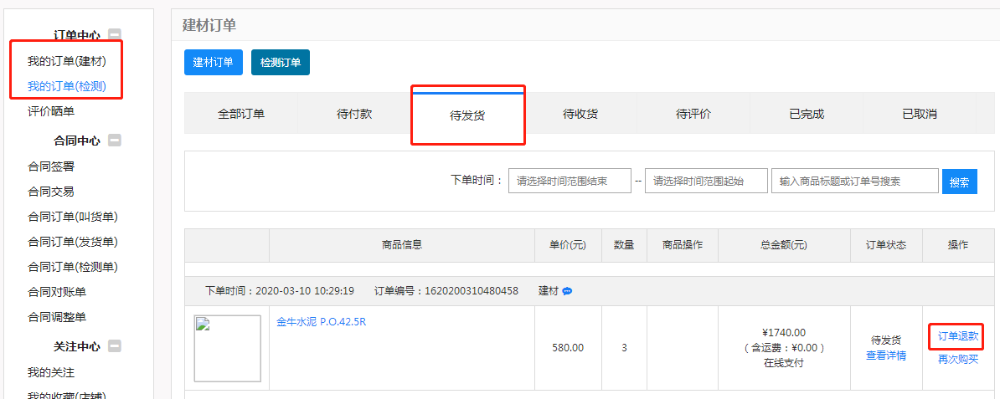 订单中心
我的订单(建材)
我的订单(检测)
评价晒单
合同中心
合同签署
合同交易
合同订单(叫货单)
合同订单(发货单)
合同订单(检测单)
合同对账单
合同调整单
关注中心
我的关注
我的收藏(店铺)
建材订单
建材订单 检测订单
全部订单 待付款 待发货 待收货 待评价 已完成 已取消
下单时间： 请选择时间范围结束 -- 请选择时间范围起始 输入商品标题或订单号搜索 搜索
商品信息 单价(元) 数量 商品操作 总金额(元) 订单状态 操作
下单时间：2020-03-10 10:29:19 订单编号：1620200310480458 建材
金牛水泥 P.O.42.5R
580.00
3
¥1740.00
（含运费：¥0.00）
在线支付
待发货
查看详情
订单退款
再次购买